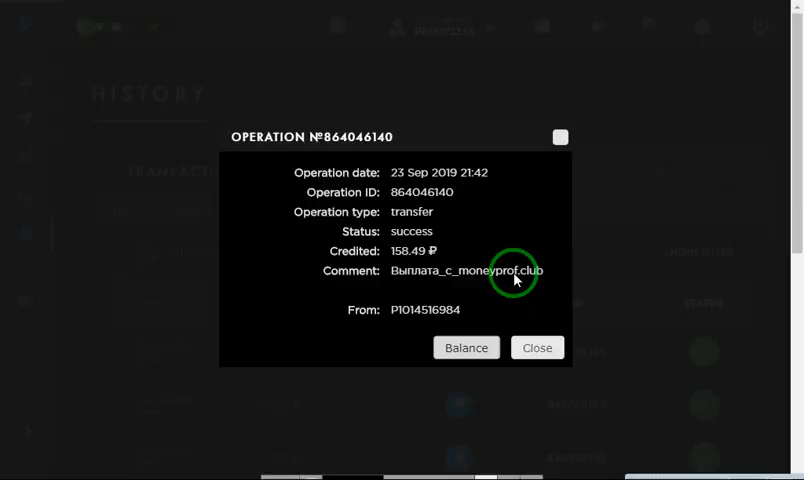 HISTORY
OPERATION №864046140
Operation date: 23 Sep 2019 21:42
Operation ID: 864046140
Operation type: transfer
Status: success
Credited: 158.49 ₽
Comment: Выплата_с_moneyprof.club
From: P1014516984
STATUS
Balance Close